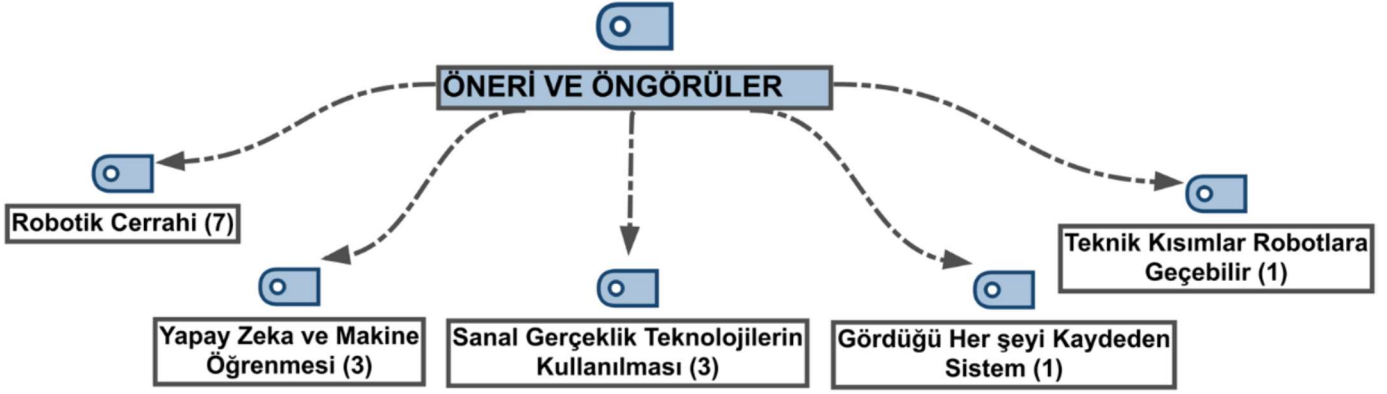 ÖNERİ VE ÖNGÖRÜLER
Robotik Cerrahi (7)
Yapay Zeka ve Makine
Öğrenmesi (3)
Sanal Gerçeklik Teknolojilerin
Kullanılması (3)
Gördüğü Her şeyi Kaydeden
Sistem (1)
Teknik Kısımlar Robotlara
Geçebilir (1)